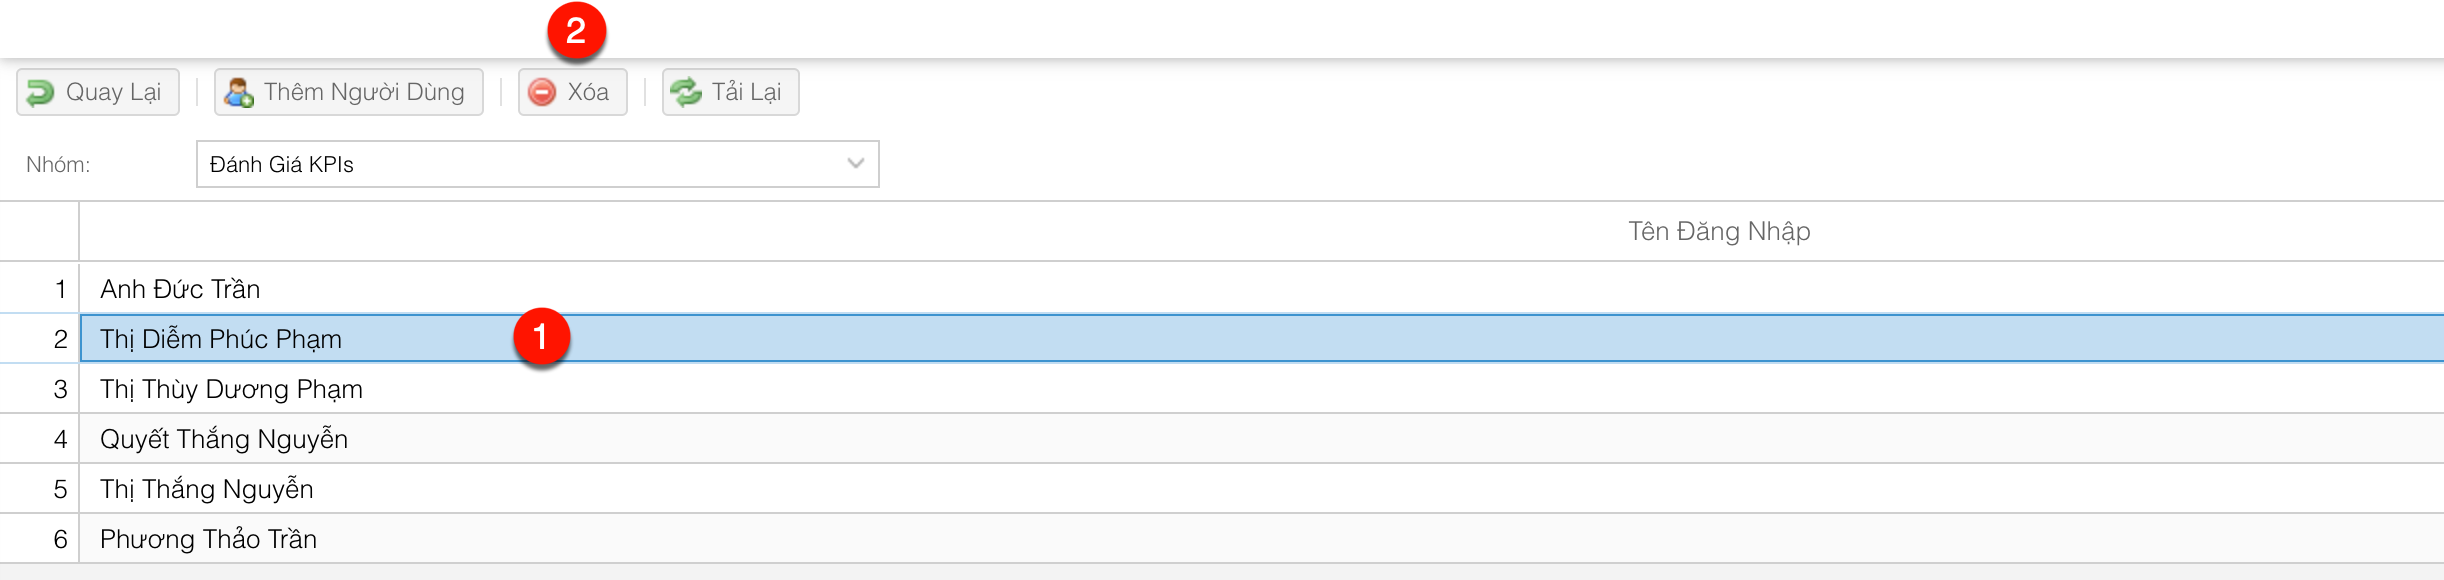 2
Quay Lại Thêm Người Dùng Xóa Tải Lại
Nhóm: Đánh Giá KPIs
Tên Đăng Nhập
1 Anh Đức Trần
2 Thị Diễm Phúc Phạm 1
3 Thị Thùy Dương Phạm
4 Quyết Thắng Nguyễn
5 Thị Thắng Nguyễn
6 Phương Thảo Trần